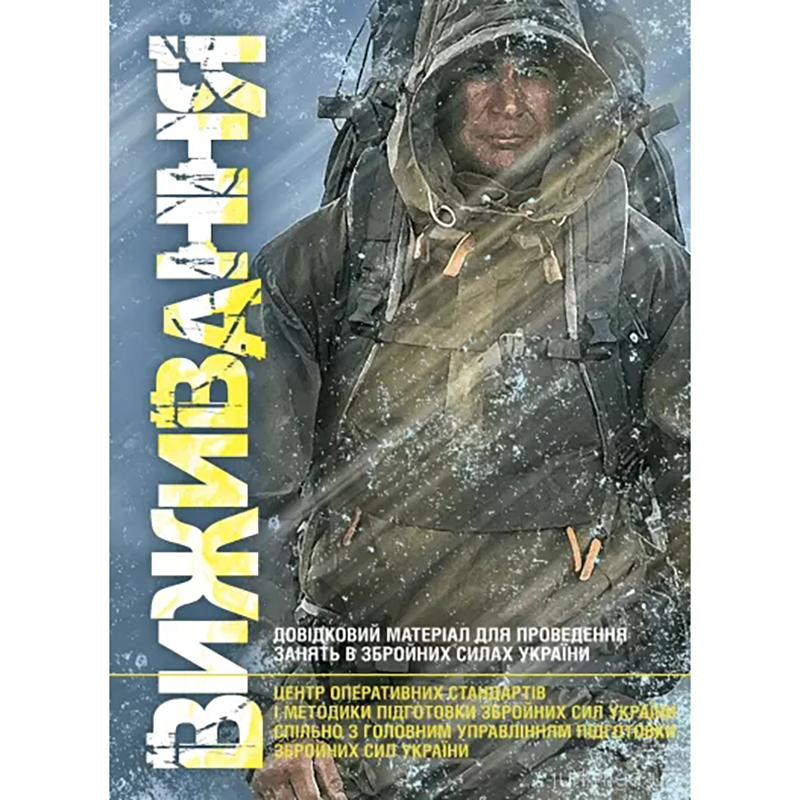 ВИЖИВАННЯ
ДОВІДКОВИЙ МАТЕРІАЛ ДЛЯ ПРОВЕДЕННЯ
ЗАНЯТЬ В ЗБРОЙНИХ СИЛАХ УКРАЇНИ
ЦЕНТР ОПЕРАТИВНИХ СТАНДАРТІВ
І МЕТОДИКИ ПІДГОТОВКИ ЗБРОЙНИХ СИЛ УКРАЇНИ
СПІЛЬНО З ГОЛОВНИМ УПРАВЛІННЯМ ПІДГОТОВКИ
ЗБРОЙНИХ СИЛ УКРАЇНИ